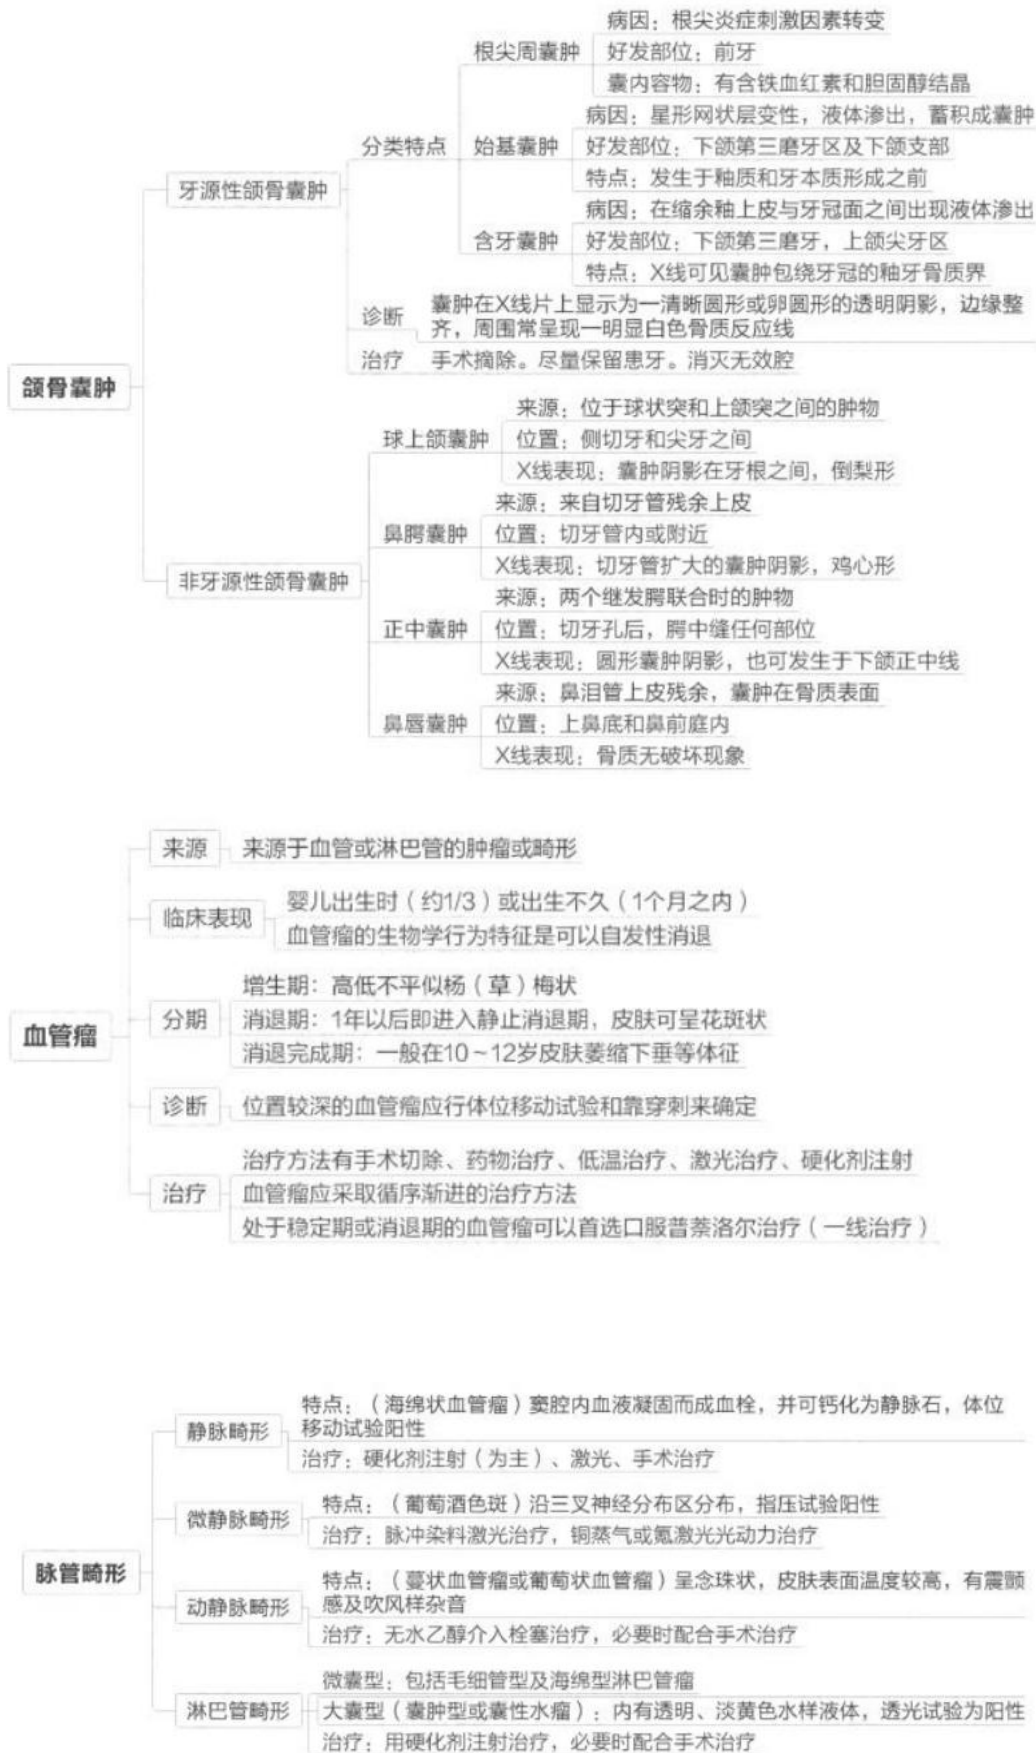 颌骨囊肿
牙源性颌骨囊肿
分类特点
根尖周囊肿
病因：根尖炎症刺激因素转变
好发部位：前牙
囊内容物：有含铁血红素和胆固醇结晶
始基囊肿
病因：星形网状层变性，液体渗出，蓄积成囊肿
好发部位：下颌第三磨牙区及下颌支部
特点：发生于釉质和牙本质形成之前
含牙囊肿
病因：在缩余釉上皮与牙冠面之间出现液体渗出
好发部位：下颌第三磨牙，上颌尖牙区
特点：X线可见囊肿包绕牙冠的釉牙骨质界
诊断
囊肿在X线片上显示为一清晰圆形或卵圆形的透明阴影，边缘整
齐，周围常呈现一明显白色骨质反应线
治疗
手术摘除。尽量保留患牙。消灭无效腔
非牙源性颌骨囊肿
球上颌囊肿
来源：位于球状突和上颌突之间的肿物
位置：侧切牙和尖牙之间
X线表现：囊肿阴影在牙根之间，倒梨形
鼻腭囊肿
来源：来自切牙管残余上皮
位置：切牙管内或附近
X线表现：切牙管扩大的囊肿阴影，鸡心形
正中囊肿
来源：两个继发腭联合时的肿物
位置：切牙孔后，腭中缝任何部位
X线表现：圆形囊肿阴影，也可发生于下颌正中线
鼻唇囊肿
来源：鼻泪管上皮残余，囊肿在骨质表面
位置：上鼻底和鼻前庭内
X线表现：骨质无破坏现象
血管瘤
来源
来源于血管或淋巴管的肿瘤或畸形
临床表现
婴儿出生时（约1/3）或出生不久（1个月之内）
血管瘤的生物学行为特征是可以自发性消退
分期
增生期：高低不平似杨（草）梅状
消退期：1年以后即进入静止消退期，皮肤可呈花斑状
消退完成期：一般在10~12岁皮肤萎缩下垂等体征
诊断
位置较深的血管瘤应行体位移动试验和靠穿刺来确定
治疗
治疗方法有手术切除、药物治疗、低温治疗、激光治疗、硬化剂注射
血管瘤应采取循序渐进的治疗方法
处于稳定期或消退期的血管瘤可以首选口服普萘洛尔治疗（一线治疗）
脉管畸形
静脉畸形
特点：（海绵状血管瘤）窦腔内血液凝固而成血栓，并可钙化为静脉石，体位
移动试验阳性
治疗：硬化剂注射（为主）、激光、手术治疗
微静脉畸形
特点：（葡萄酒色斑）沿三叉神经分布区分布，指压试验阳性
治疗：脉冲染料激光治疗，铜蒸气或氪激光光动力治疗
动静脉畸形
特点：（蔓状血管瘤或葡萄状血管瘤）呈念珠状，皮肤表面温度较高，有震颤
感及吹风样杂音
治疗：无水乙醇介入栓塞治疗，必要时配合手术治疗
淋巴管畸形
微囊型：包括毛细管型及海绵型淋巴管瘤
大囊型（囊肿型或囊性水瘤）：内有透明、淡黄色水样液体，透光试验为阳性
治疗：用硬化剂注射治疗，必要时配合手术治疗